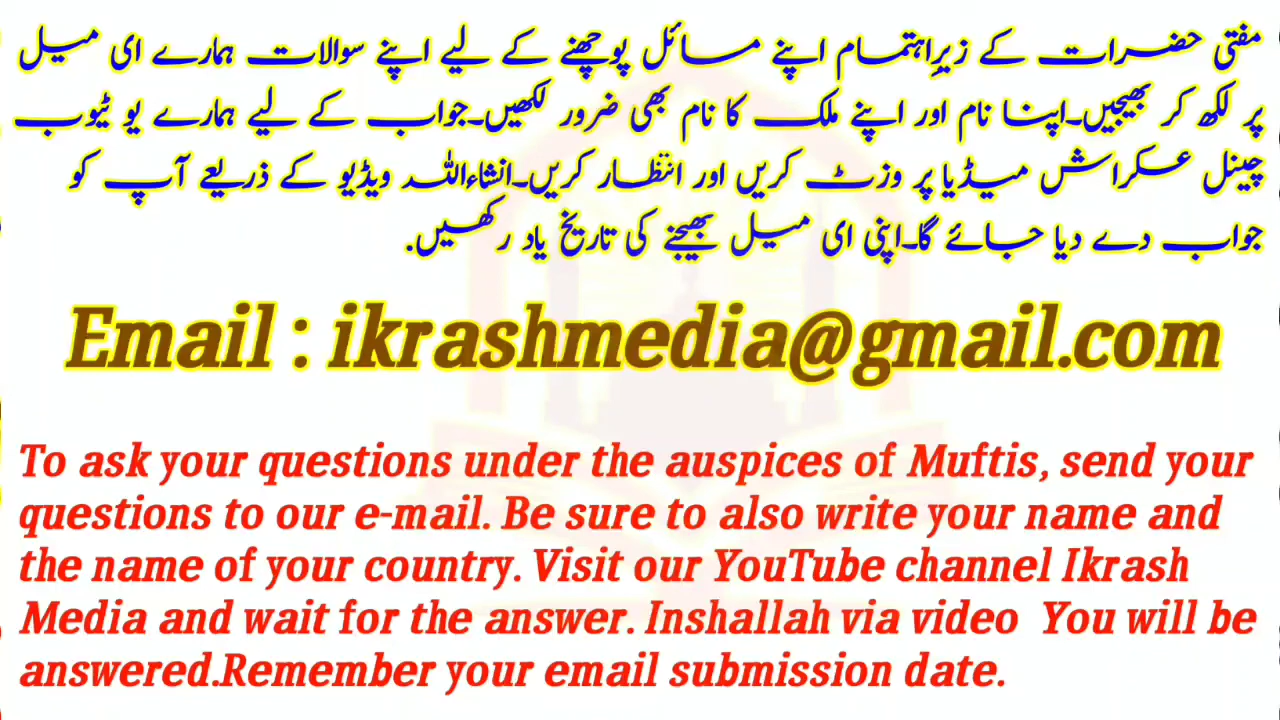 مفتی حضرات کے زیرِاہتمام اپنے مسائل پوچھنے کے لیے اپنے سوالات ہمارے ای میل
پر لکھ کر بھیجیں۔اپنا نام اور اپنے ملک کا نام بھی ضرور لکھیں۔جواب کے لیے ہمارے یو ٹیوب
چینل عکراش میڈیا پر وزٹ کریں اور انتظار کریں۔انشاءاللہ ویڈیو کے ذریعے آپ کو
جواب دے دیا جائے گا۔اپنی ای میل بھیجنے کی تاریخ یاد رکھیں.
Email : ikrashmedia@gmail.com
To ask your questions under the auspices of Muftis, send your
questions to our e-mail. Be sure to also write your name and
the name of your country. Visit our YouTube channel Ikrash
Media and wait for the answer. Inshallah via video You will be
answered.Remember your email submission date.